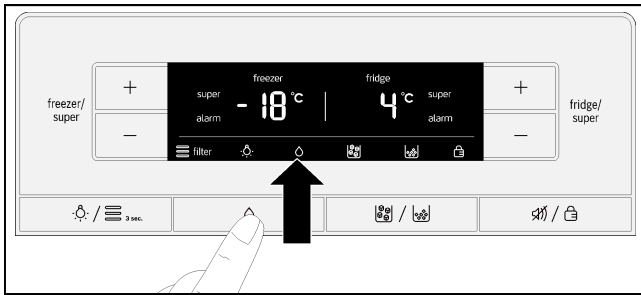 freezer fridge
super - 18 °C 4 °C super
alarm alarm
filter
freezer/
super
+
−
+
−
fridge/
super
/ 3 sec.
/
/